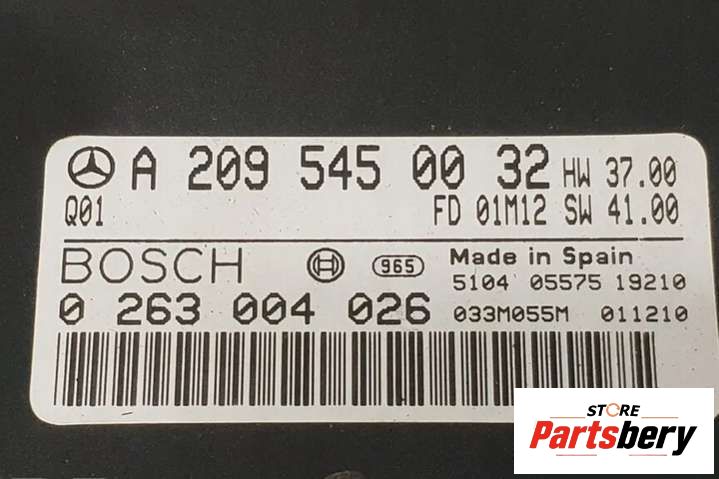 A 209 545 00 32 HW 37.00
Q01 FD 01M12 SW 41.00
BOSCH 965 Made in Spain
5104 05575 19210
0 263 004 026 033M055M 011210
STORE
Partsbery